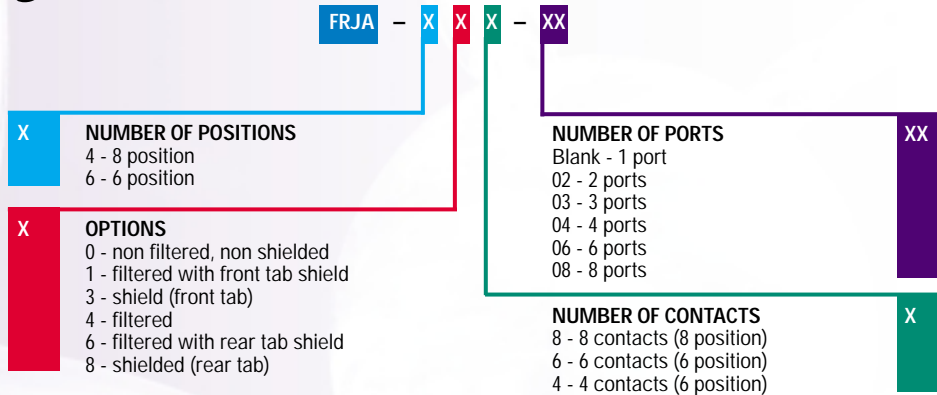 FRJA – X X X – XX
X
NUMBER OF POSITIONS
4 - 8 position
6 - 6 position
X
OPTIONS
0 - non filtered, non shielded
1 - filtered with front tab shield
3 - shield (front tab)
4 - filtered
6 - filtered with rear tab shield
8 - shielded (rear tab)
NUMBER OF PORTS
XX
Blank - 1 port
02 - 2 ports
03 - 3 ports
04 - 4 ports
06 - 6 ports
08 - 8 ports
NUMBER OF CONTACTS
X
8 - 8 contacts (8 position)
6 - 6 contacts (6 position)
4 - 4 contacts (6 position)